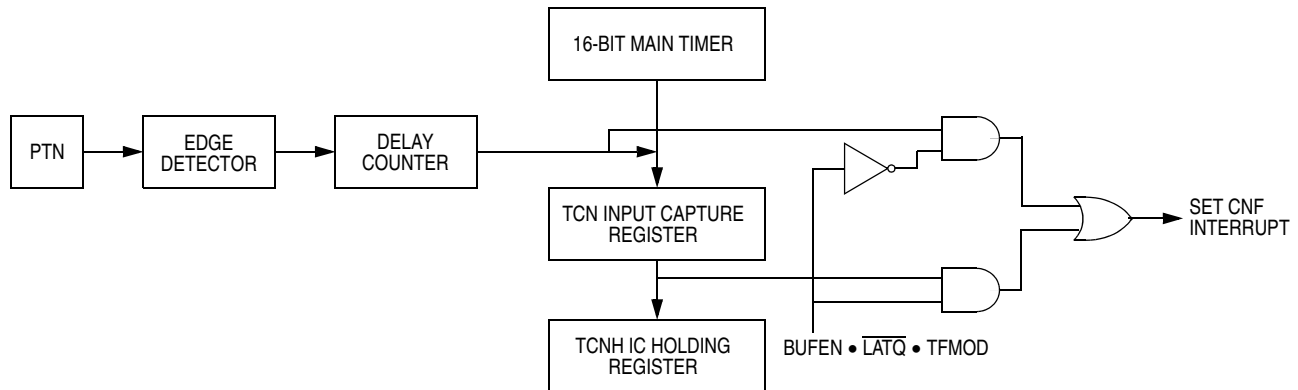 16-BIT MAIN TIMER
PTN
EDGE
DETECTOR
DELAY
COUNTER
TCN INPUT CAPTURE
REGISTER
SET CNF
INTERRUPT
TCNH IC HOLDING
REGISTER
BUFEN • L̅A̅T̅Q̅ • TFMOD